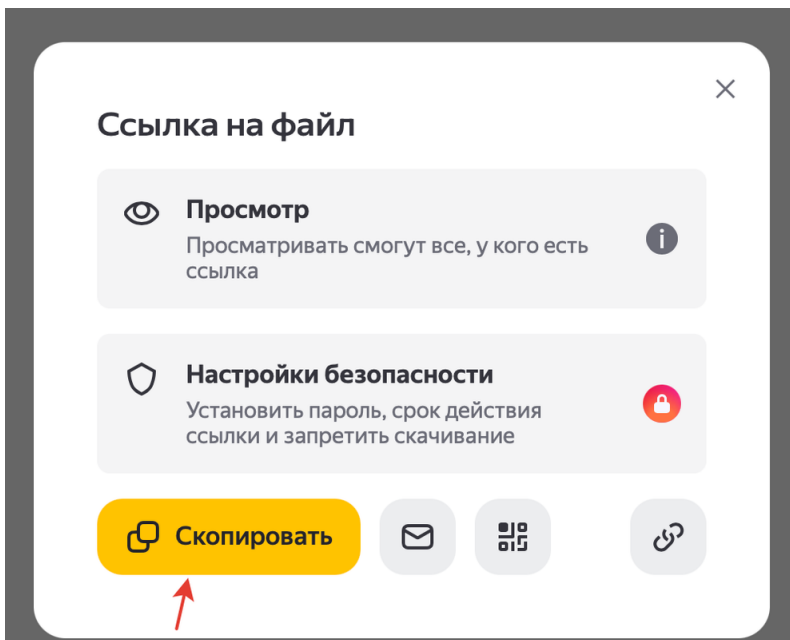 Ссылка на файл
Просмотр
Просматривать смогут все, у кого есть
ссылка
Настройки безопасности
Установить пароль, срок действия
ссылки и запретить скачивание
Скопировать